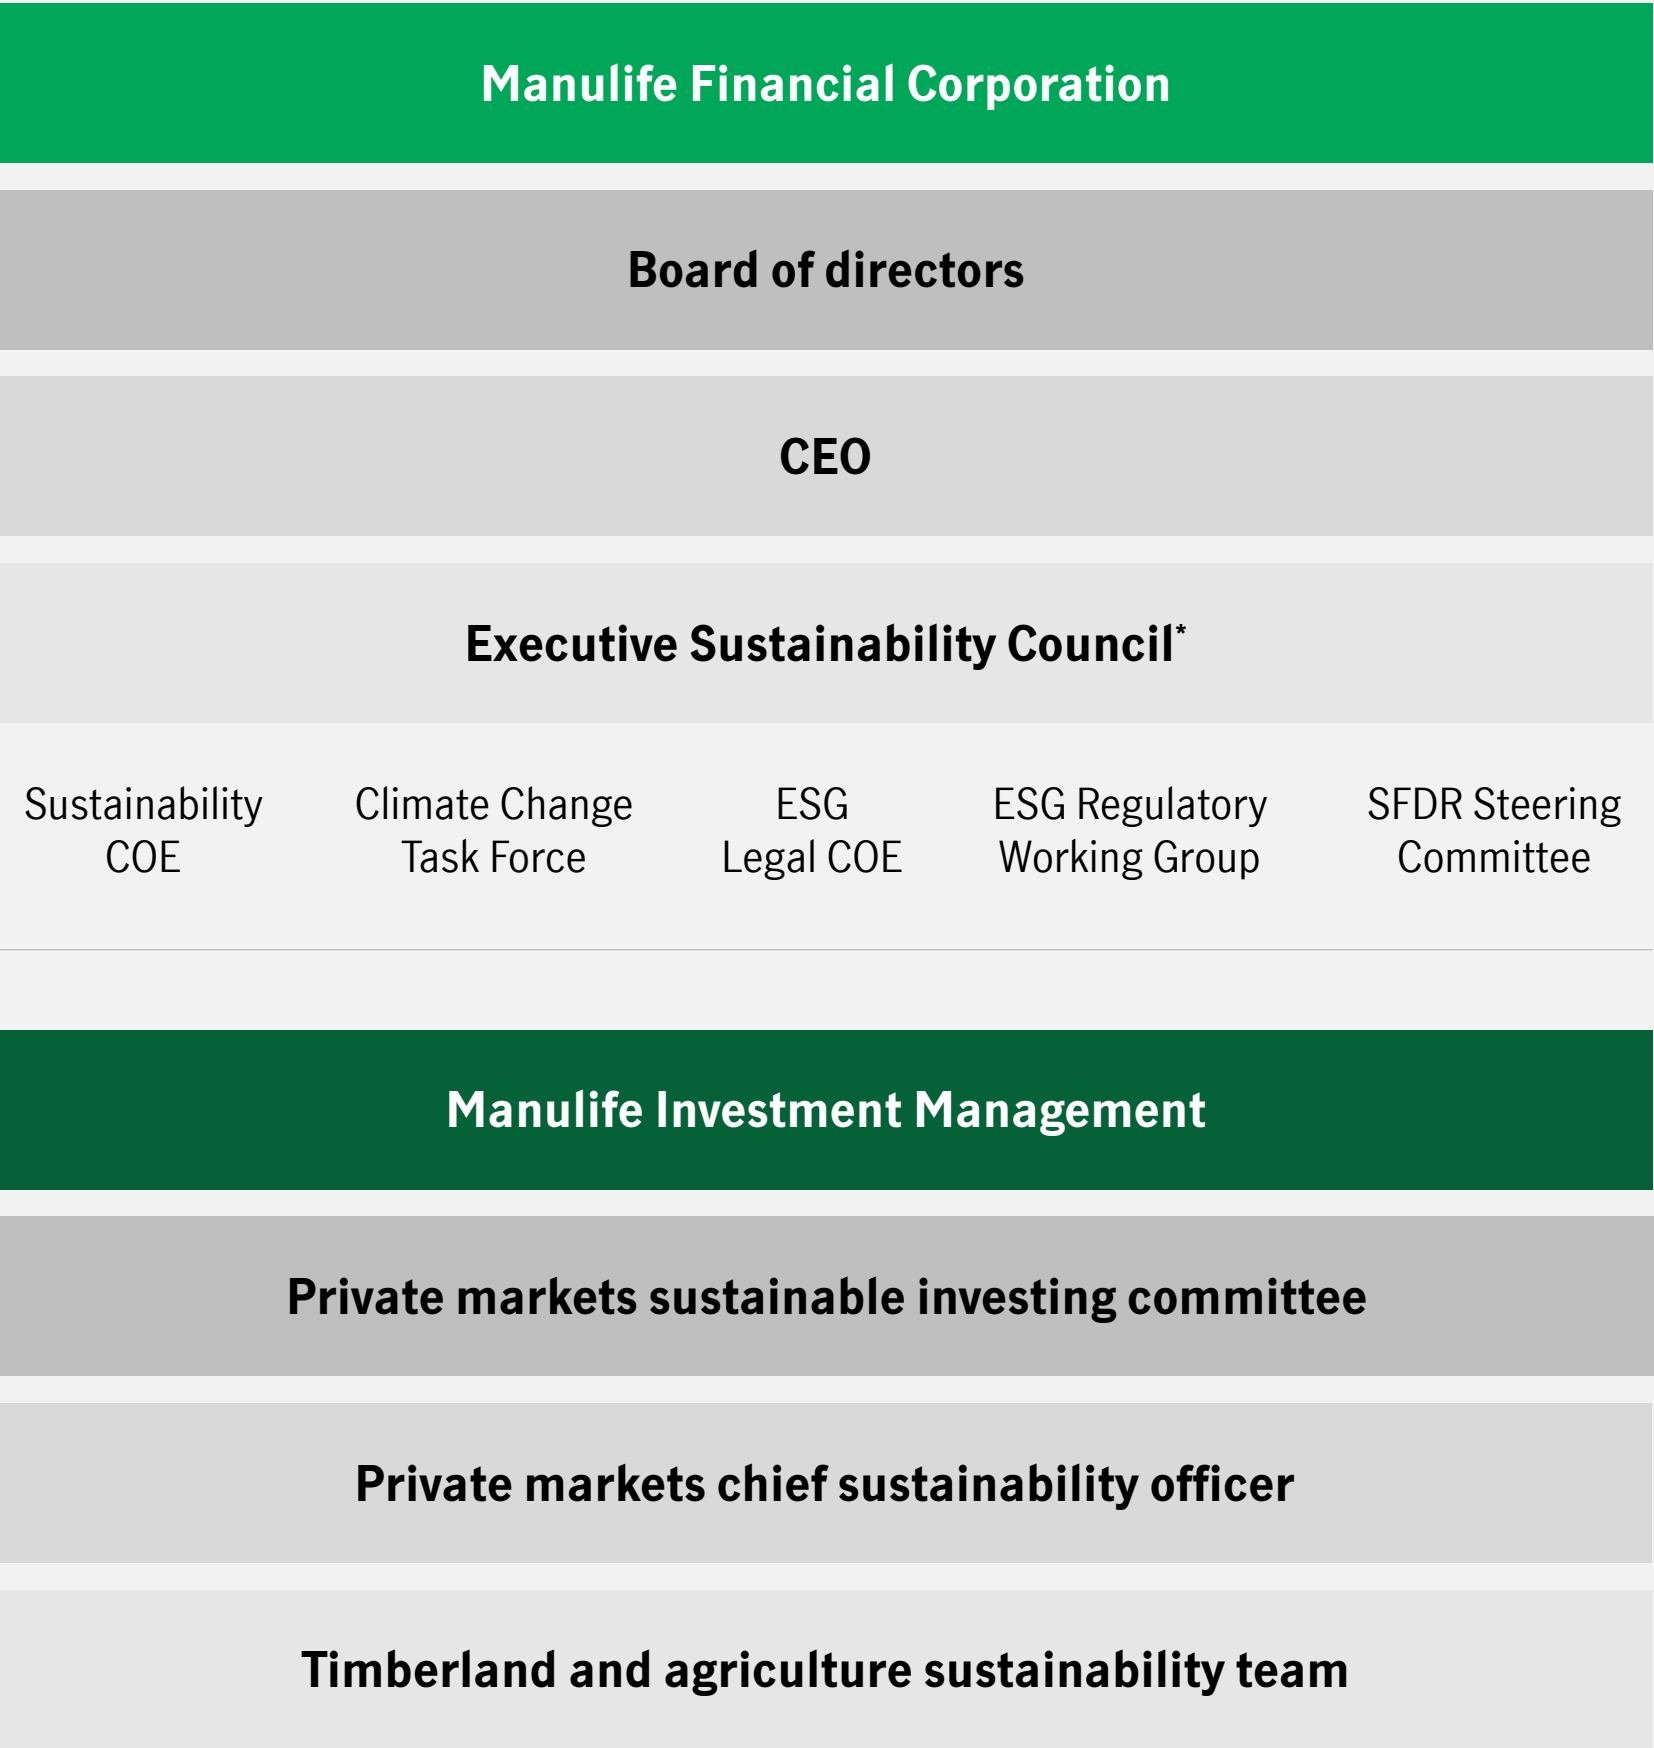 Manulife Financial Corporation
Board of directors
CEO
Executive Sustainability Council*
Sustainability
COE
Climate Change
Task Force
ESG
Legal COE
ESG Regulatory
Working Group
SFDR Steering
Committee
Manulife Investment Management
Private markets sustainable investing committee
Private markets chief sustainability officer
Timberland and agriculture sustainability team